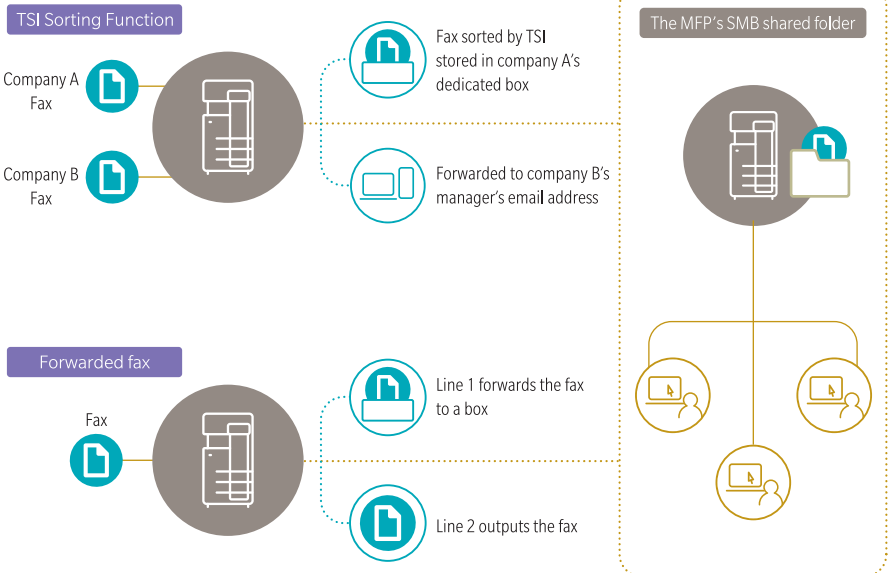 TSI Sorting Function
Company A
Fax
Company B
Fax
Fax sorted by TSI
stored in company A's
dedicated box
Forwarded to company B's
manager's email address
Forwarded fax
Fax
Line 1 forwards the fax
to a box
Line 2 outputs the fax
The MFP's SMB shared folder